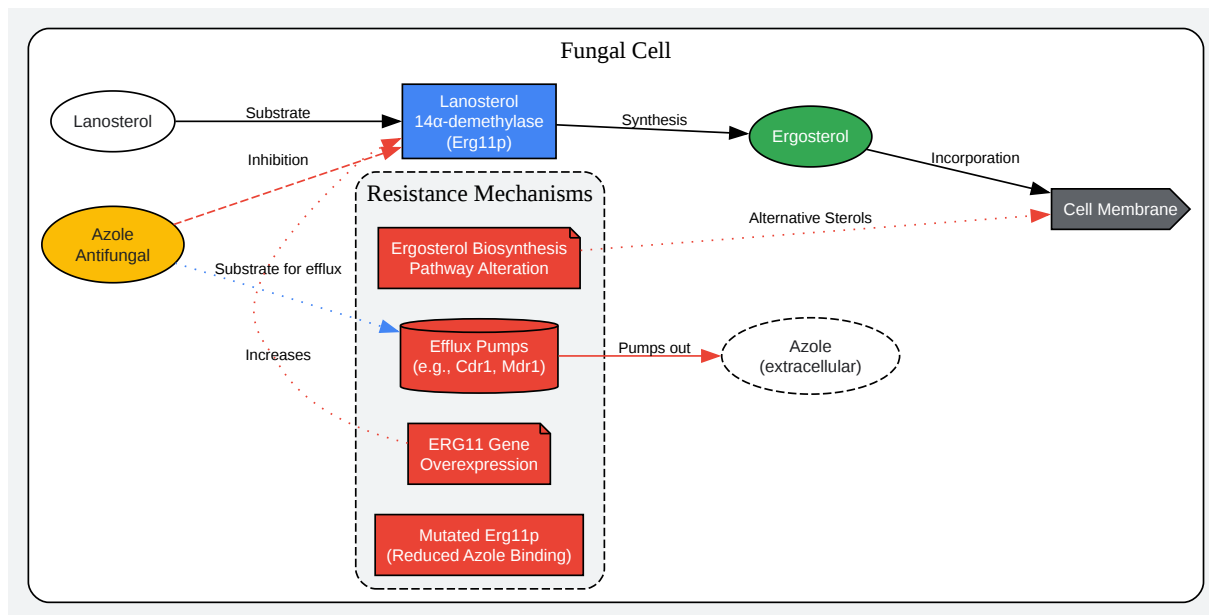 Fungal Cell
Lanosterol
Substrate
Lanosterol
14α-demethylase
(Erg11p)
Synthesis
Ergosterol
Incorporation
Cell Membrane
Inhibition
Azole
Antifungal
Resistance Mechanisms
Ergosterol Biosynthesis
Pathway Alteration
Alternative Sterols
Substrate for efflux
Efflux Pumps
(e.g., Cdr1, Mdr1)
Pumps out
Azole
(extracellular)
Increases
ERG11 Gene
Overexpression
Mutated Erg11p
(Reduced Azole Binding)